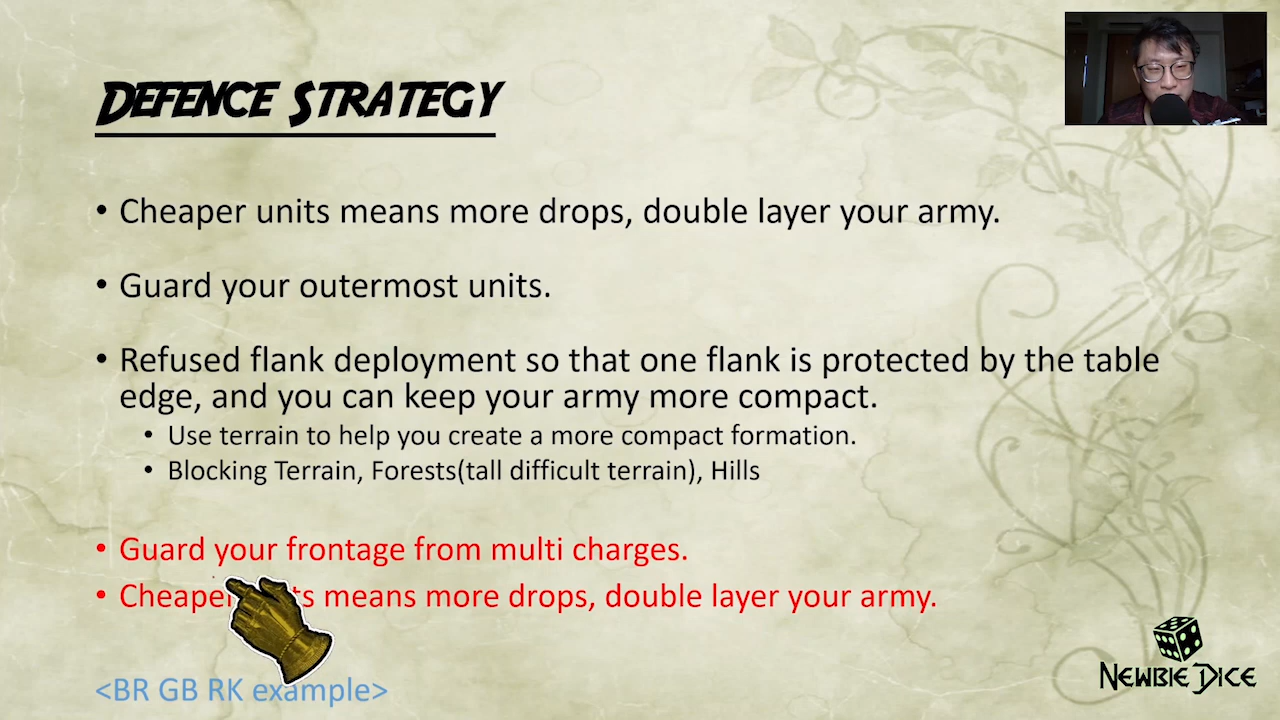 Defence Strategy
• Cheaper units means more drops, double layer your army.
• Guard your outermost units.
• Refused flank deployment so that one flank is protected by the table
edge, and you can keep your army more compact.
• Use terrain to help you create a more compact formation.
• Blocking Terrain, Forests(tall difficult terrain), Hills
• Guard your frontage from multi charges.
• means more drops, double layer your army.
<BR GB RK example>
Newbie Dice